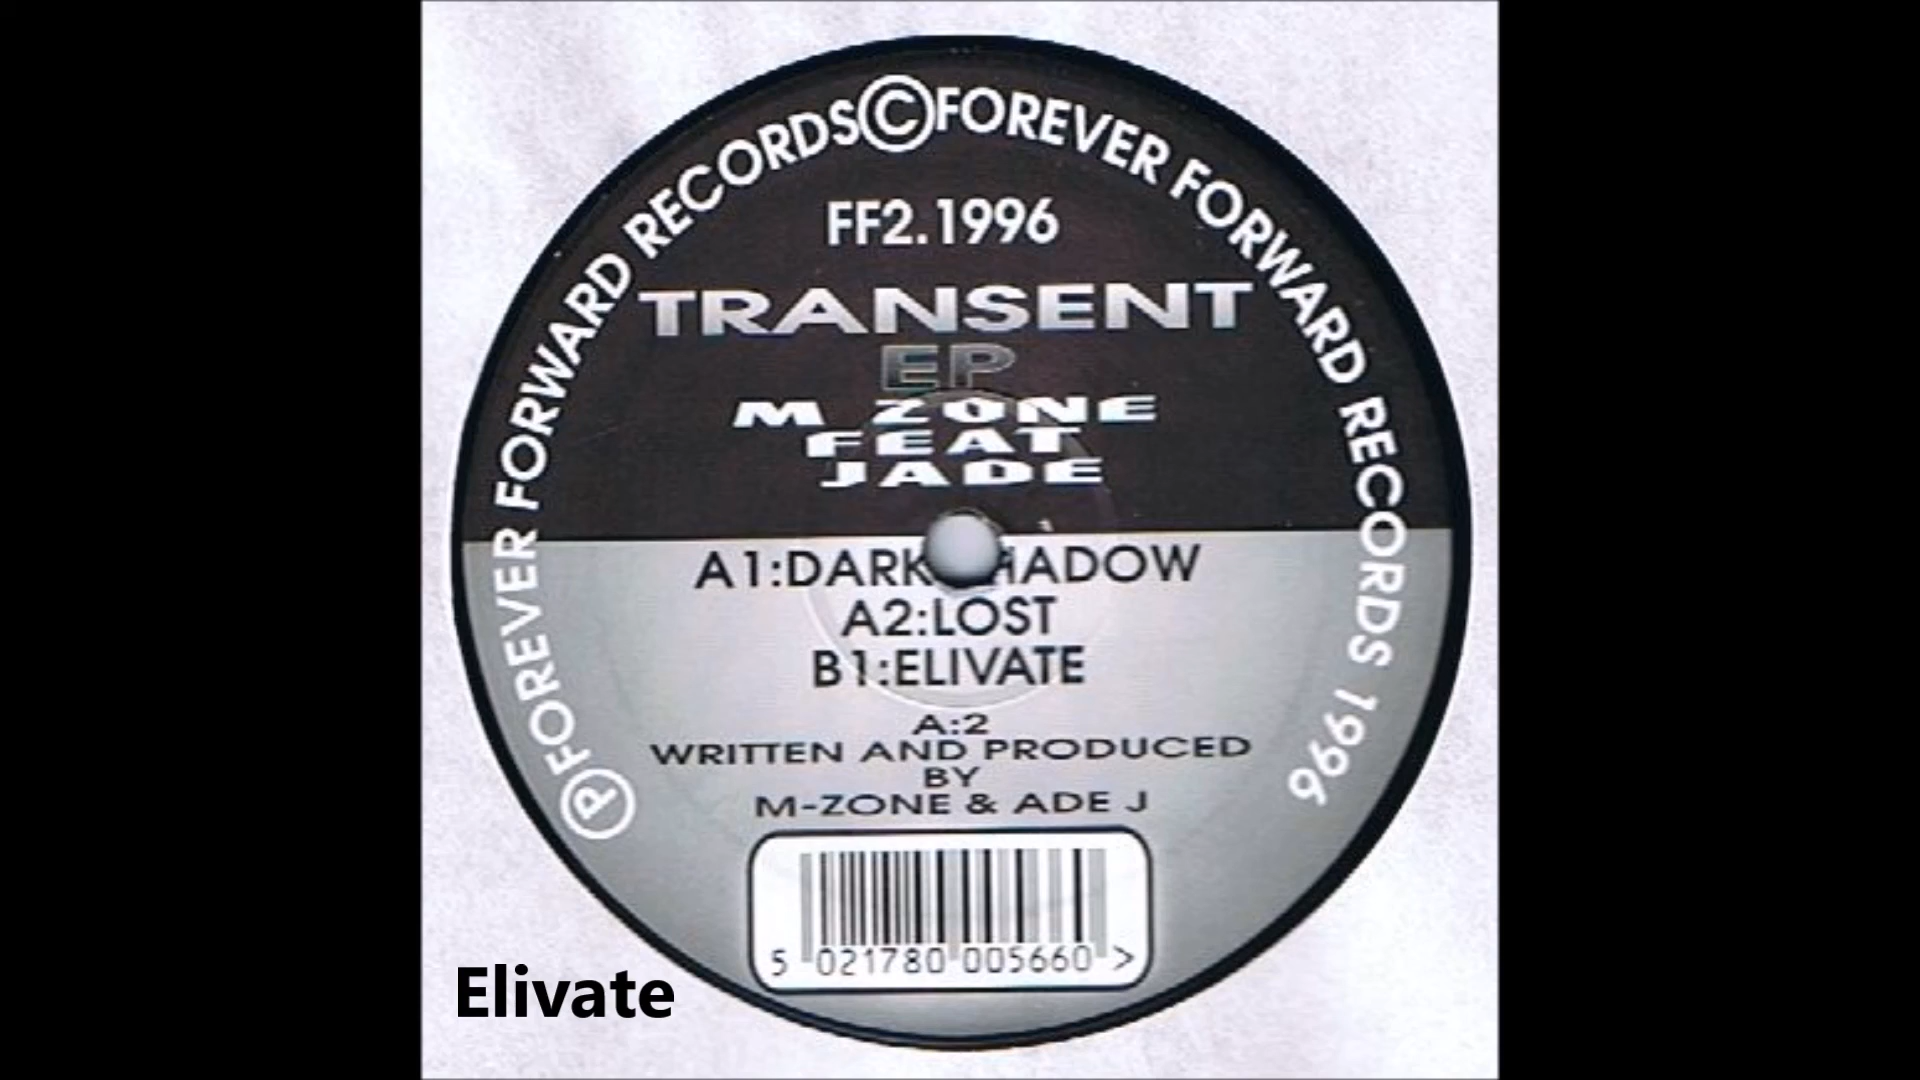 Ⓟ FOREVER FORWARD RECORDS © FOREVER FORWARD RECORDS 1996
FF2.1996
TRANSENT
EP
M ZONE
FEAT
JADE
A1:DARK SHADOW
A2:LOST
B1:ELIVATE
A:2
WRITTEN AND PRODUCED
BY
M-ZONE & ADE J
5 021780 005660 >
Elivate